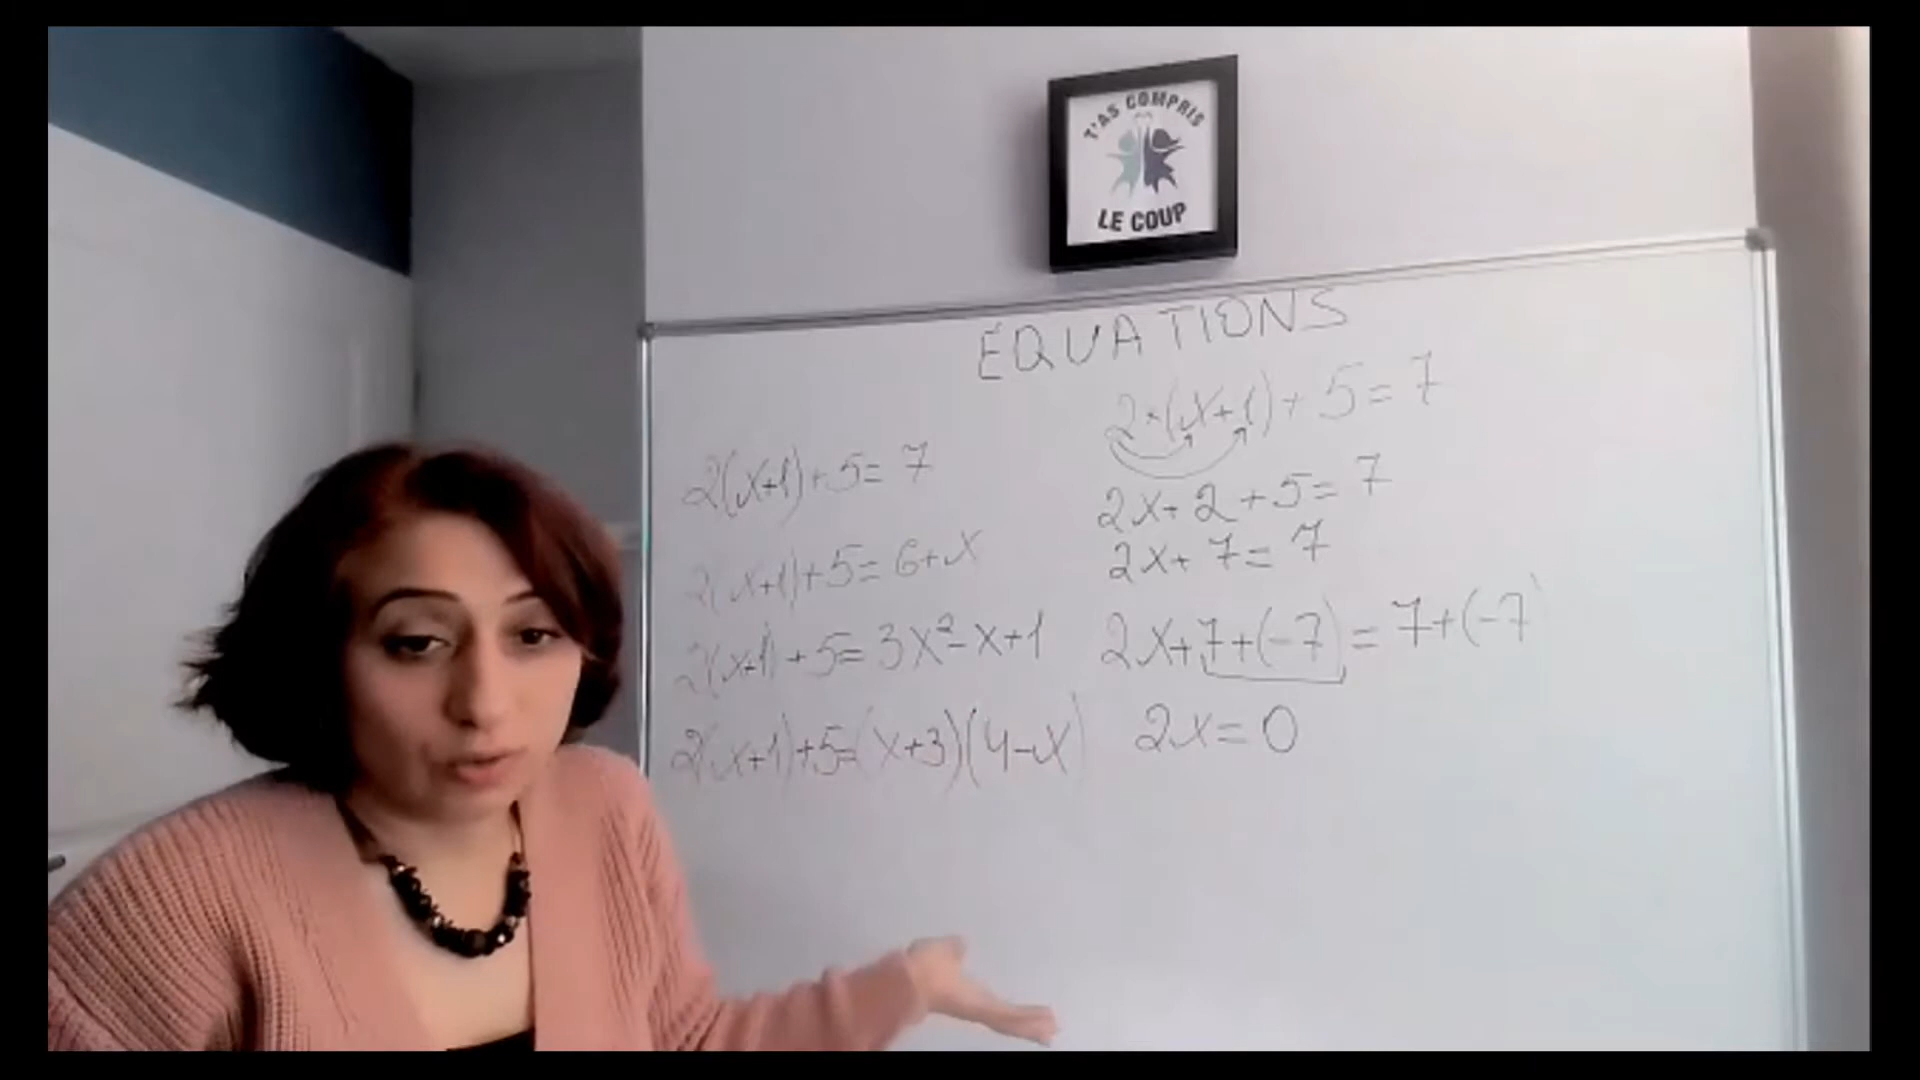 T'AS COMPRIS
LE COUP
ÉQUATIONS
2(x+1)+5=7
2(x+1)+5=6+x
2(x+1)+5=3x²-x+1
2(x+1)+5=(x+3)(4-x)
2×(x+1)+5=7
2x+2+5=7
2x+7=7
2x+7+(-7)=7+(-7)
2x=0